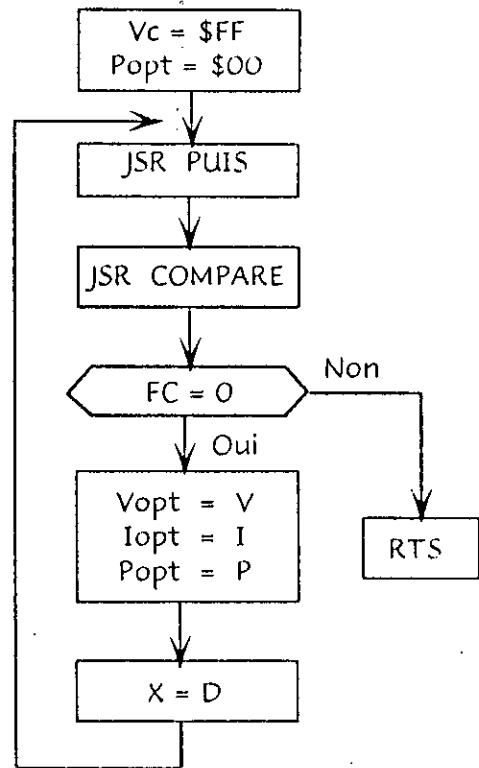 Vc = $FF
Popt = $00
JSR PUIS
JSR COMPARE
FC = 0
Non
Oui
Vopt = V
Iopt = I
Popt = P
RTS
X = D